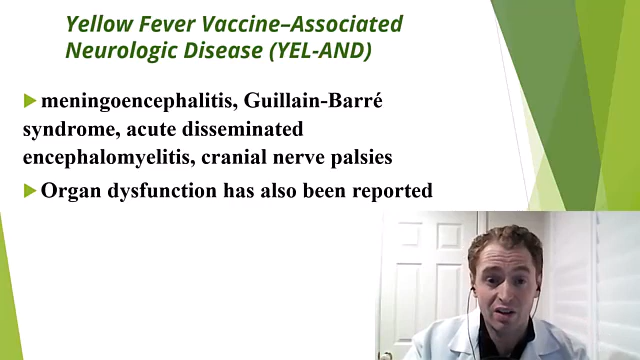 Yellow Fever Vaccine–Associated
Neurologic Disease (YEL-AND)
meningoencephalitis, Guillain-Barré
syndrome, acute disseminated
encephalomyelitis, cranial nerve palsies
Organ dysfunction has also been reported